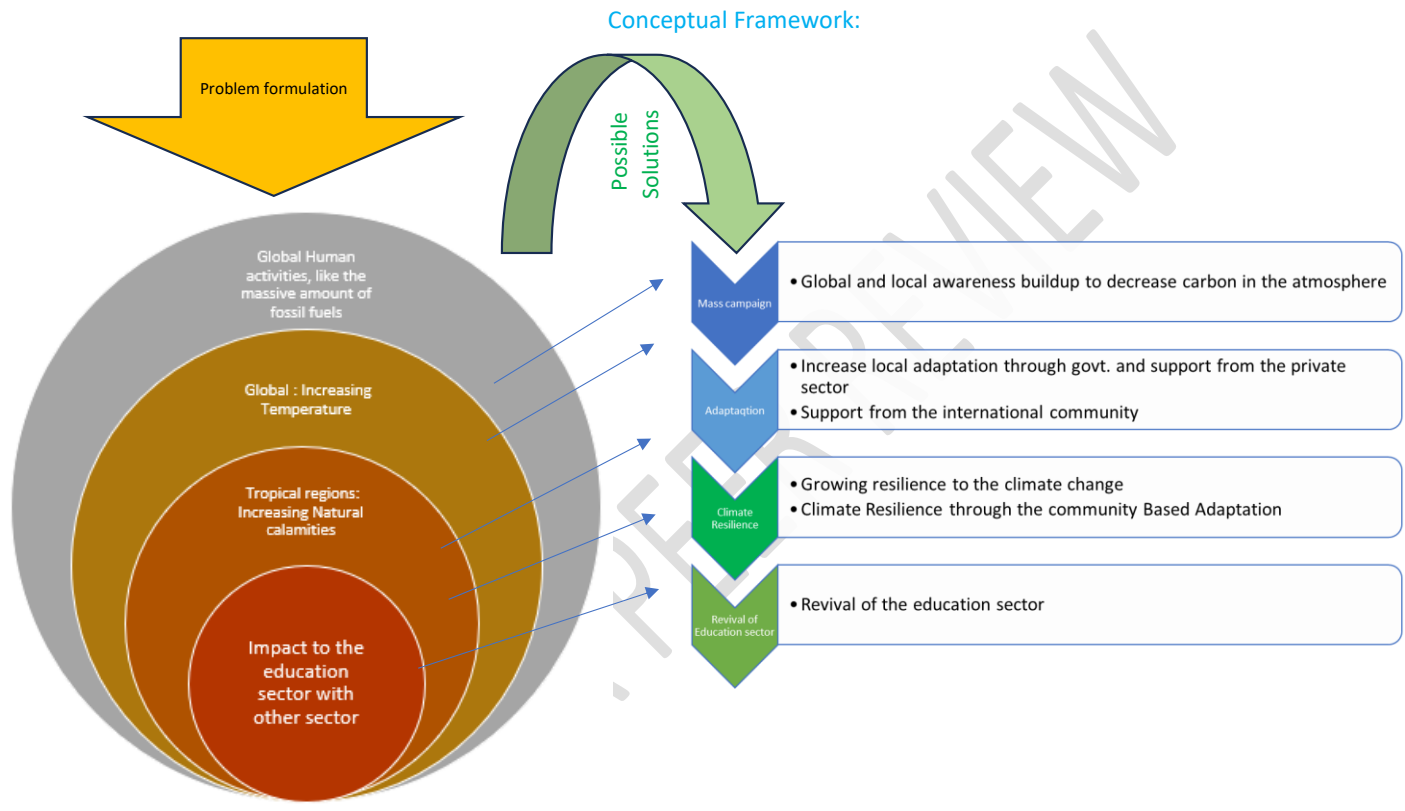 Conceptual Framework:
Problem formulation
Possible
Solutions
Global Human
activities, like the
massive amount of
fossil fuels
Global : Increasing
Temperature
Tropical regions:
Increasing Natural
calamities
Impact to the
education
sector with
other sector
Mass campaign
• Global and local awareness buildup to decrease carbon in the atmosphere
Adaptaqtion
• Increase local adaptation through govt. and support from the private
sector
• Support from the international community
Climate
Resilience
• Growing resilience to the climate change
• Climate Resilience through the community Based Adaptation
Revival of
Education sector
• Revival of the education sector
PEER REVIEW